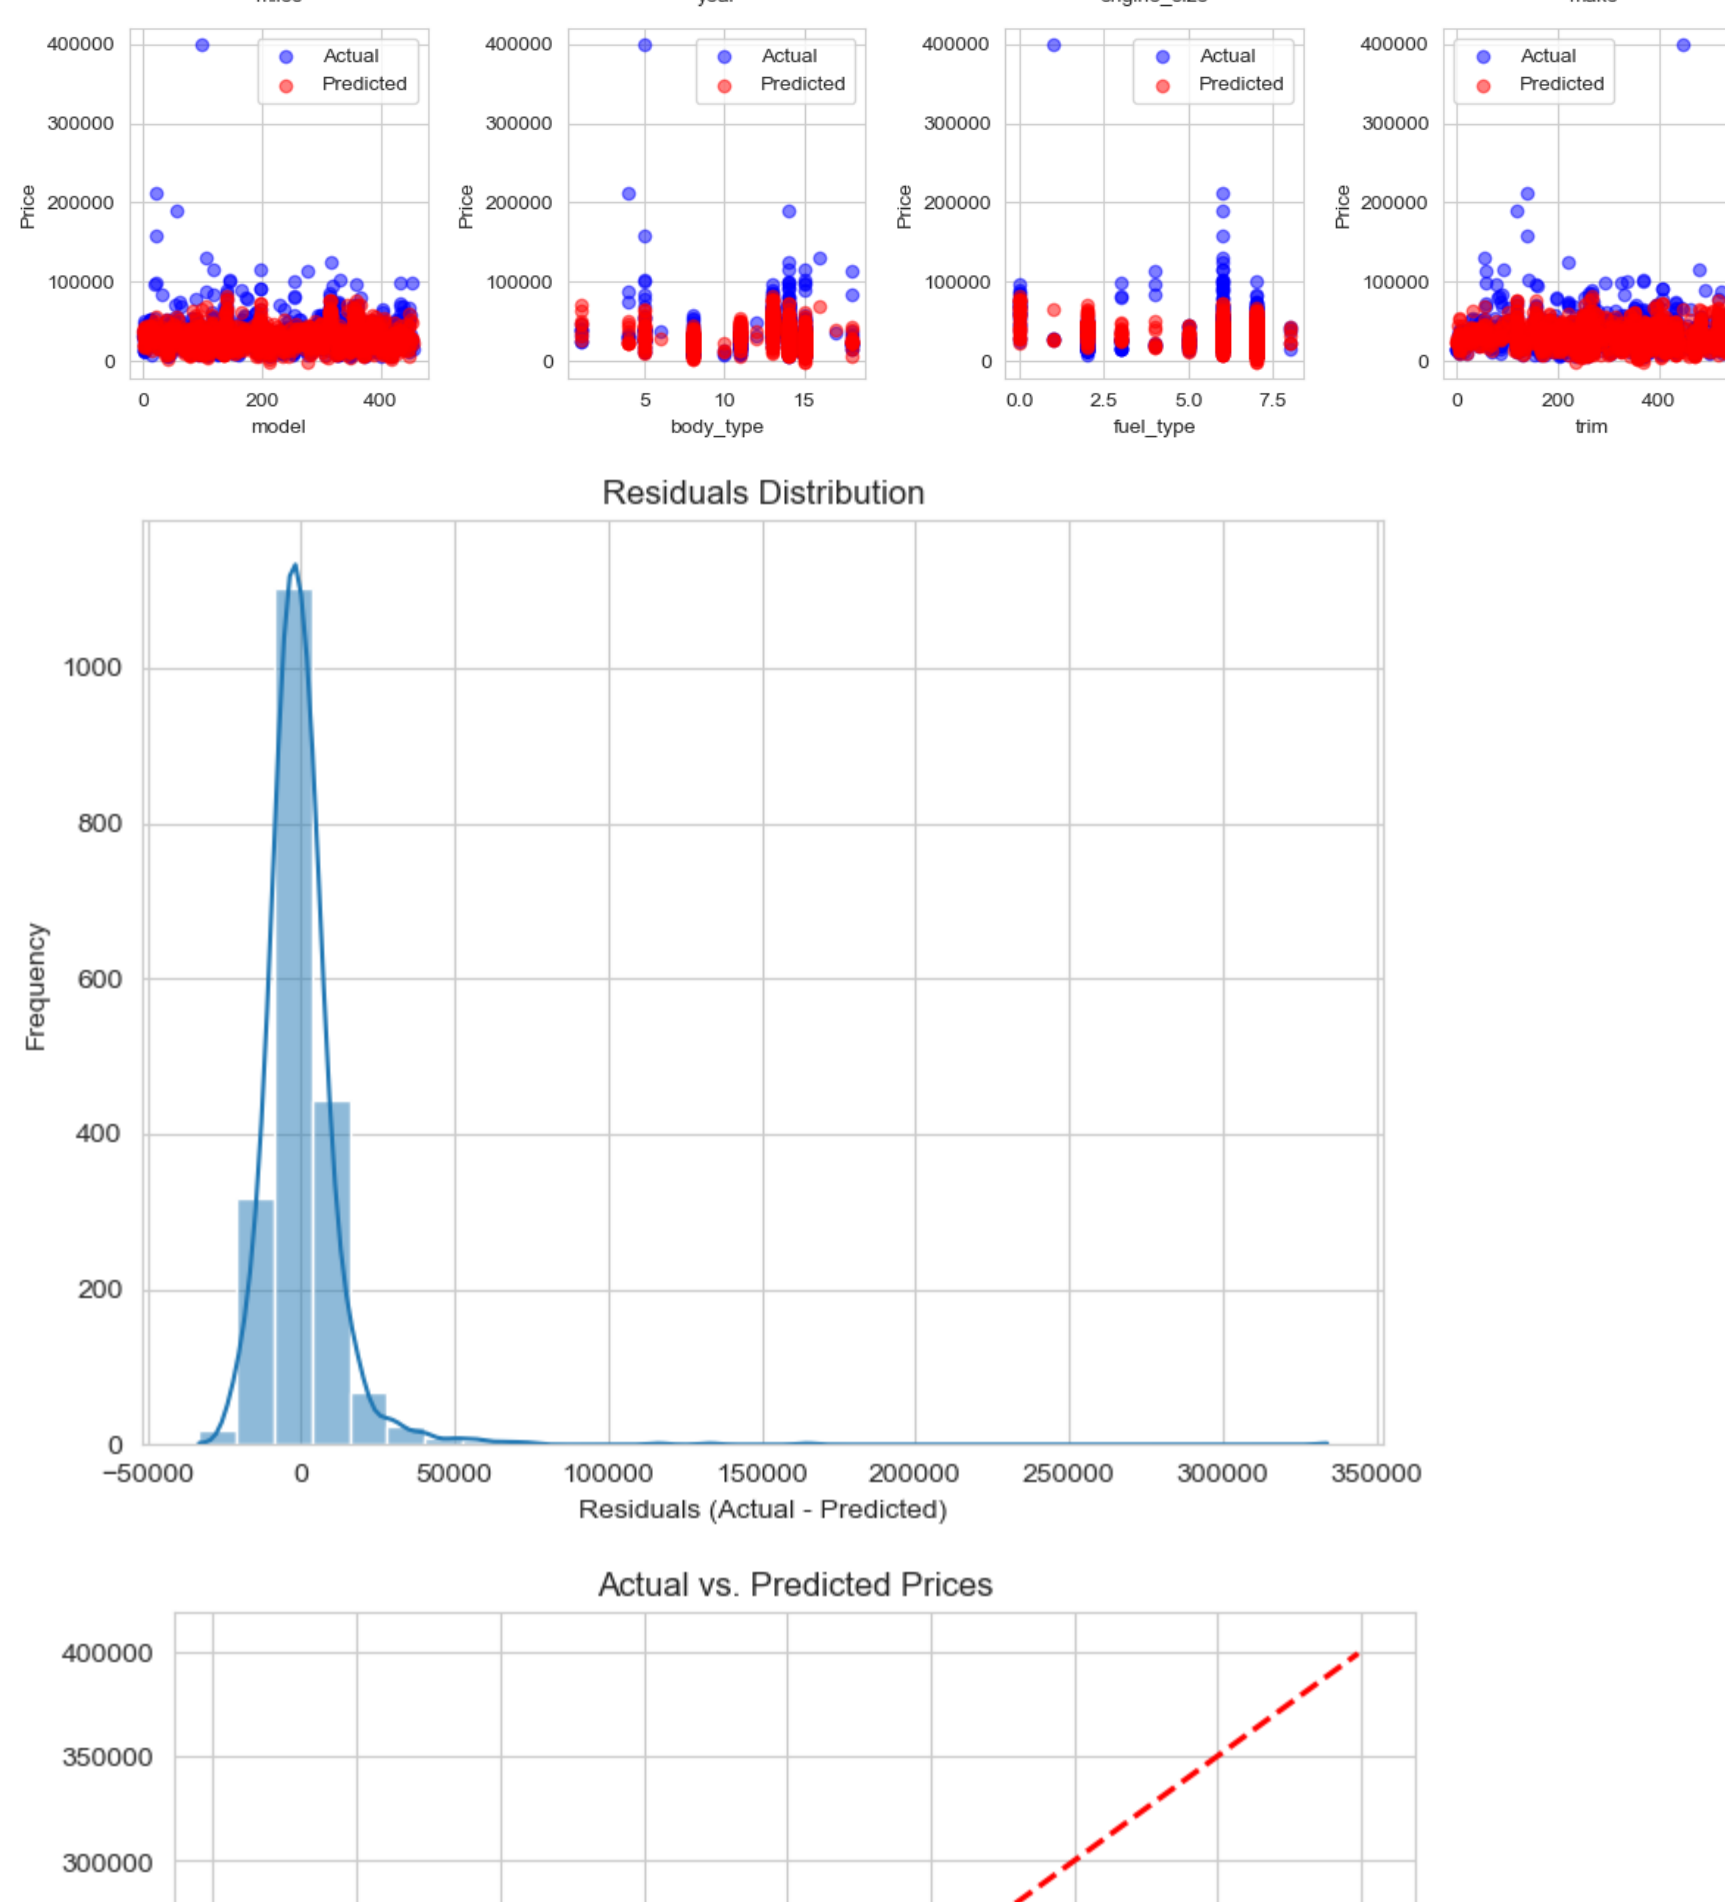 miles year engine_size make
400000 Actual 400000 Actual 400000 Actual 400000 Actual
Predicted Predicted Predicted Predicted
300000 300000 300000 300000
Price 200000 Price 200000 Price 200000 Price 200000
100000 100000 100000 100000
0 0 0 0
0 200 400 5 10 15 0.0 2.5 5.0 7.5 0 200 400
model body_type fuel_type trim
Residuals Distribution
1000
800
Frequency
600
400
200
0
−50000 0 50000 100000 150000 200000 250000 300000 350000
Residuals (Actual - Predicted)
Actual vs. Predicted Prices
400000
350000
300000